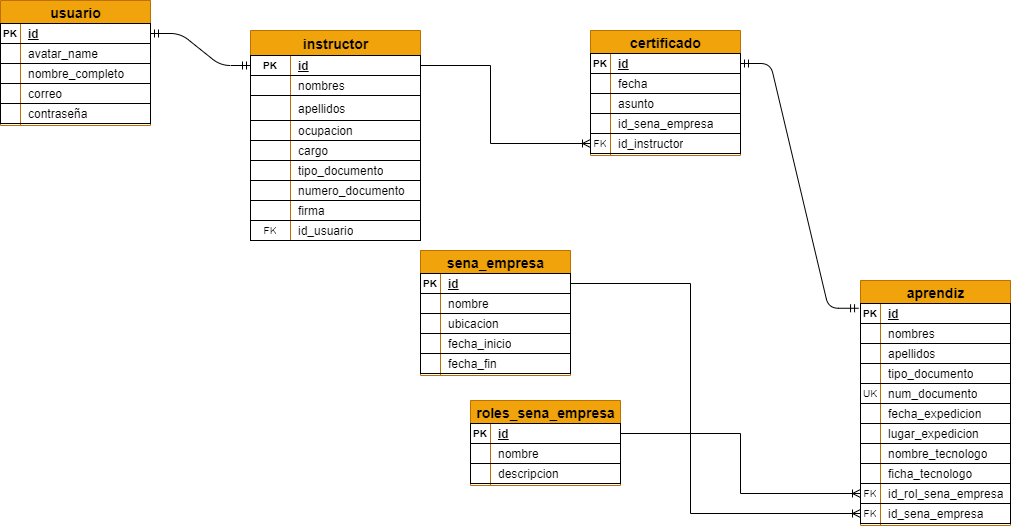 usuario
PK id
avatar_name
nombre_completo
correo
contraseña
instructor
PK id
nombres
apellidos
ocupacion
cargo
tipo_documento
numero_documento
firma
FK id_usuario
certificado
PK id
fecha
asunto
id_sena_empresa
FK id_instructor
sena_empresa
PK id
nombre
ubicacion
fecha_inicio
fecha_fin
roles_sena_empresa
PK id
nombre
descripcion
aprendiz
PK id
nombres
apellidos
tipo_documento
UK num_documento
fecha_expedicion
lugar_expedicion
nombre_tecnologo
ficha_tecnologo
FK id_rol_sena_empresa
FK id_sena_empresa